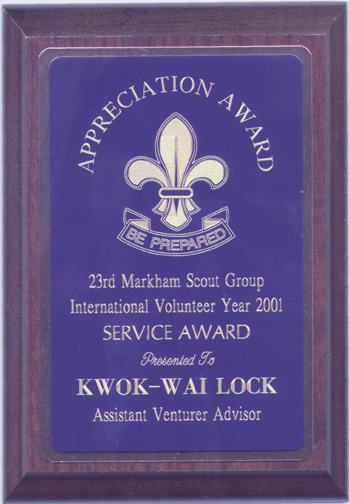 APPRECIATION AWARD
BE PREPARED
23rd Markham Scout Group
International Volunteer Year 2001
SERVICE AWARD
Presented To
KWOK-WAI LOCK
Assistant Venturer Advisor